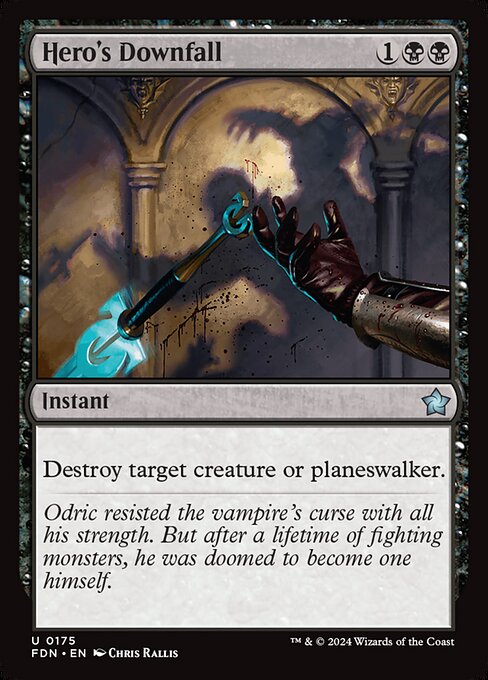 Hero's Downfall 1
Instant
Destroy target creature or planeswalker.
Odric resisted the vampire's curse with all
his strength. But after a lifetime of fighting
monsters, he was doomed to become one
himself.
U 0175
FDN • EN Chris Rallis
™ & © 2024 Wizards of the Coast